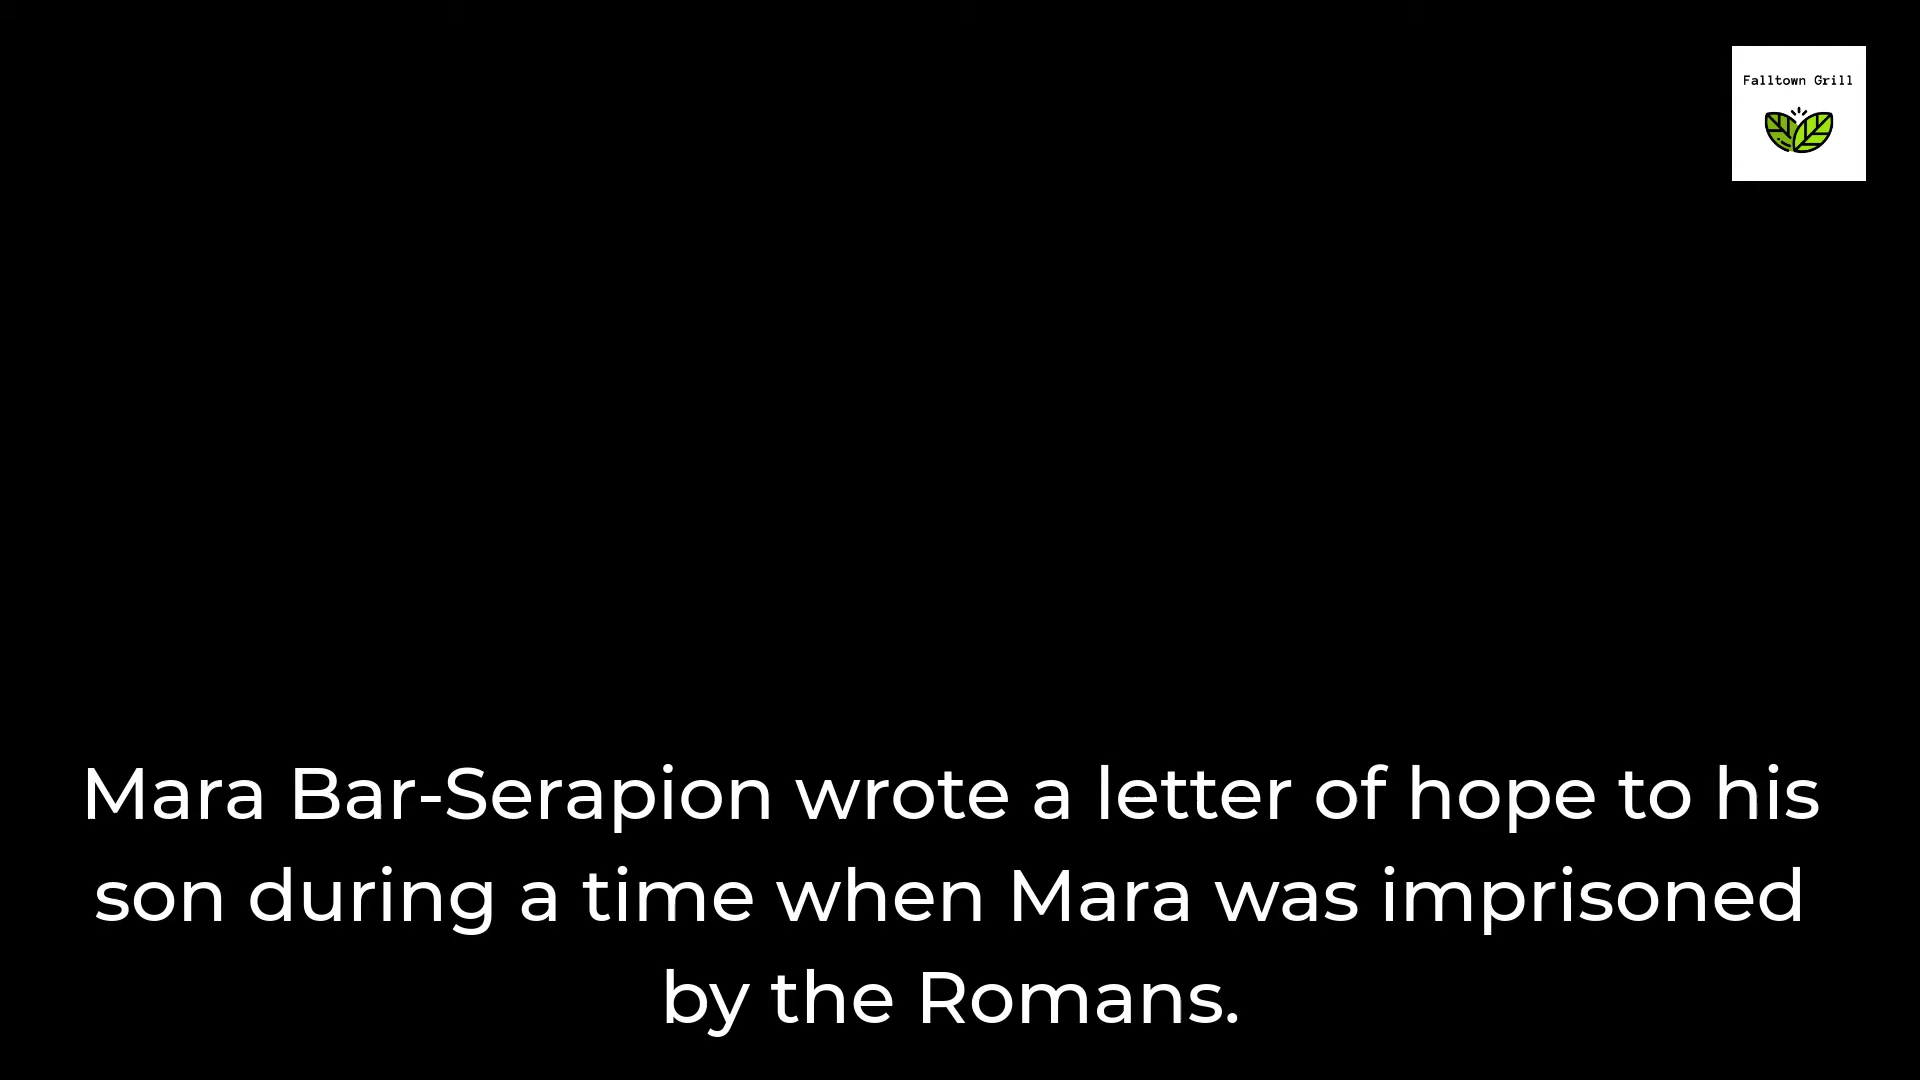 Falltown Grill
Mara Bar-Serapion wrote a letter of hope to his
son during a time when Mara was imprisoned
by the Romans.